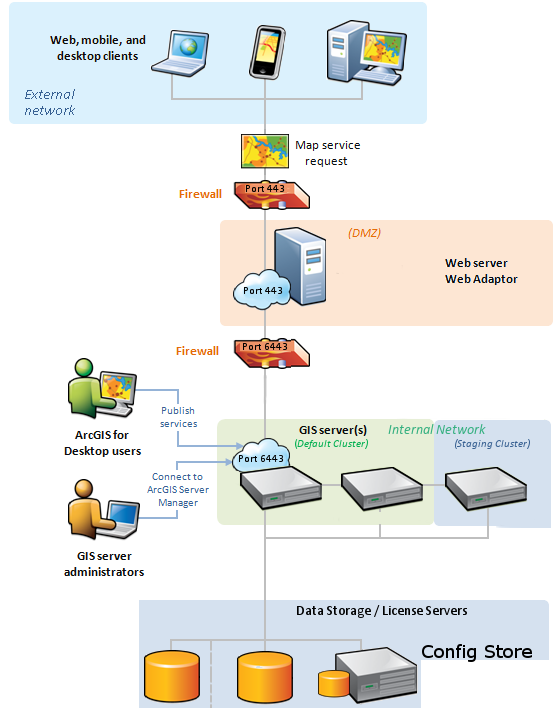 Web, mobile, and
desktop clients
External
network
Map service
request
Firewall
Port 443
(DMZ)
Web server
Web Adaptor
Port 443
Firewall
Port 6443
ArcGIS for
Desktop users
Publish
services
GIS server(s)
(Default Cluster)
Internal Network
(Staging Cluster)
Port 6443
Connect to
ArcGIS Server
Manager
GIS server
administrators
Data Storage / License Servers
Config Store